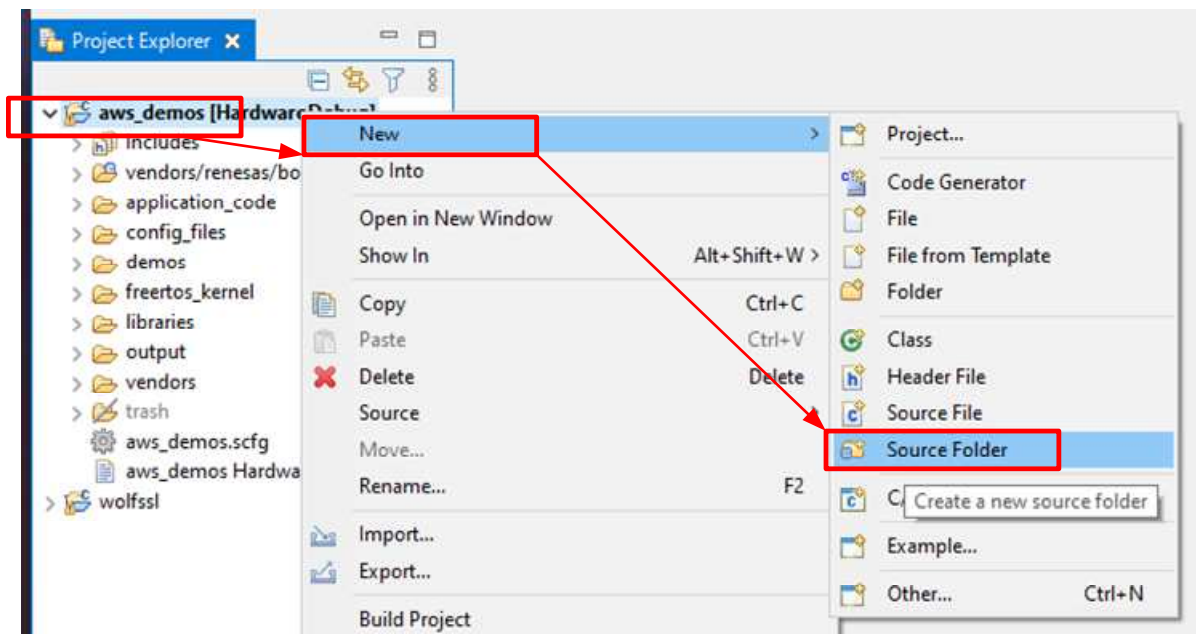 Project Explorer
aws_demos [HardwareDebug]
Includes
vendors/renesas/bo
application_code
config_files
demos
freertos_kernel
libraries
output
vendors
trash
aws_demos.scfg
aws_demos Hardwa
wolfssl
New
Go Into
Open in New Window
Show In Alt+Shift+W >
Copy Ctrl+C
Paste Ctrl+V
Delete Delete
Source
Move...
Rename... F2
Import...
Export...
Build Project
Project...
Code Generator
File
File from Template
Folder
Class
Header File
Source File
Source Folder
C/
Create a new source folder
Example...
Other... Ctrl+N